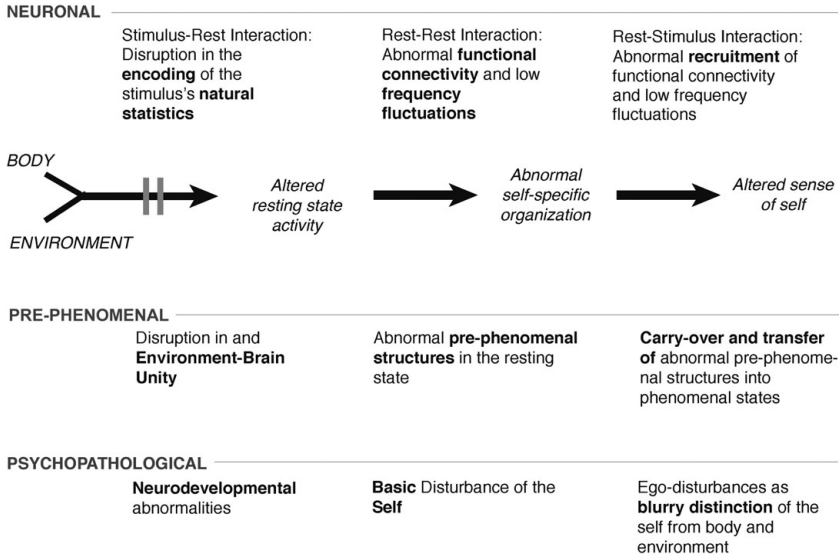 NEURONAL
Stimulus-Rest Interaction:
Disruption in the
encoding of the
stimulus's natural
statistics
Rest-Rest Interaction:
Abnormal functional
connectivity and low
frequency
fluctuations
Rest-Stimulus Interaction:
Abnormal recruitment of
functional connectivity
and low frequency
fluctuations
BODY
ENVIRONMENT
Altered
resting state
activity
Abnormal
self-specific
organization
Altered sense
of self
PRE-PHENOMENAL
Disruption in and
Environment-Brain
Unity
Abnormal pre-phenomenal
structures in the resting
state
Carry-over and transfer
of abnormal pre-phenome-
nal structures into
phenomenal states
PSYCHOPATHOLOGICAL
Neurodevelopmental
abnormalities
Basic Disturbance of the
Self
Ego-disturbances as
blurry distinction of the
self from body and
environment